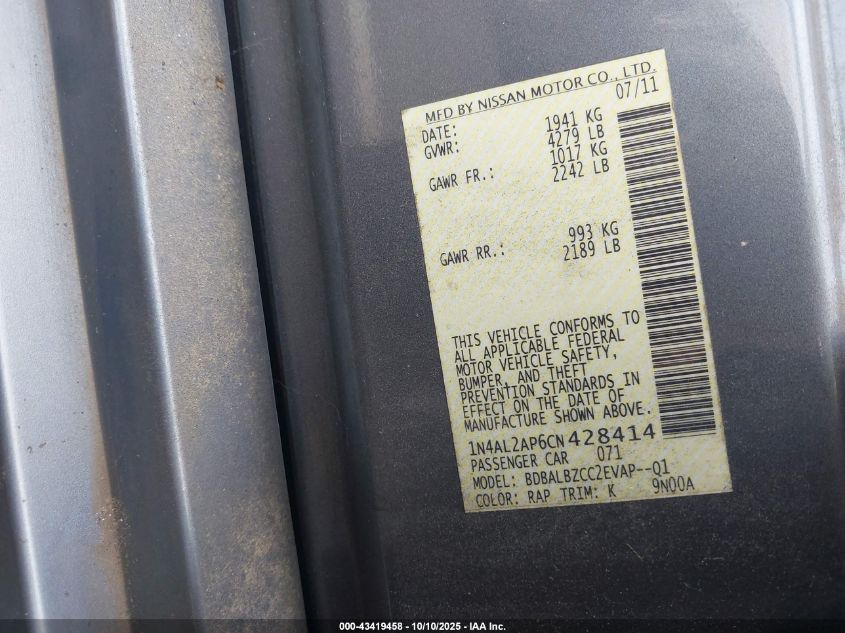 MFD BY NISSAN MOTOR CO., LTD.
DATE: 07/11
GVWR: 1941 KG
4279 LB
GAWR FR.: 1017 KG
2242 LB
GAWR RR.: 993 KG
2189 LB
THIS VEHICLE CONFORMS TO
ALL APPLICABLE FEDERAL
MOTOR VEHICLE SAFETY,
BUMPER, AND THEFT
PREVENTION STANDARDS IN
EFFECT ON THE DATE OF
MANUFACTURE SHOWN ABOVE.
1N4AL2AP6CN428414
PASSENGER CAR 071
MODEL: BDBALBZCC2EVAP--Q1
COLOR: RAP TRIM: K 9N00A
000-43419458 - 10/10/2025 - IAA Inc.